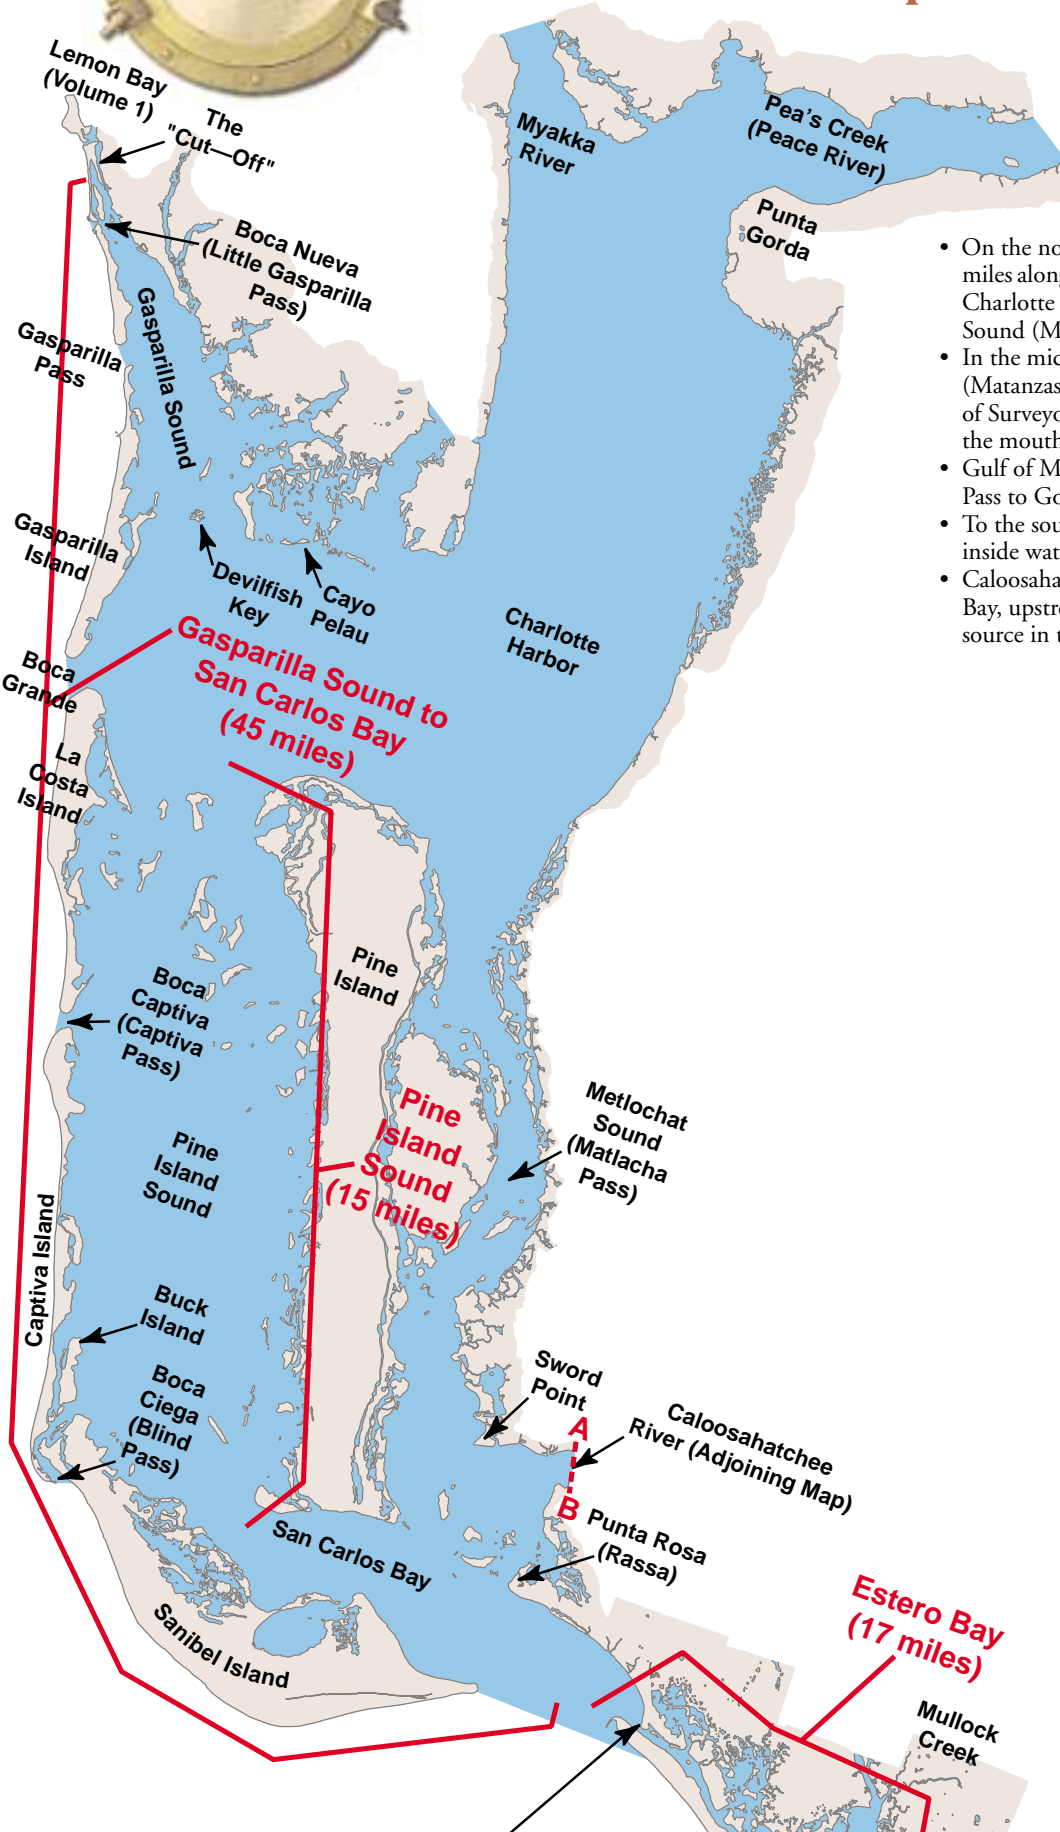 Lemon Bay
(Volume 1)
The
"Cut—Off"
Myakka
River
Pea's Creek
(Peace River)
Punta
Gorda
Boca Nueva
(Little Gasparilla
Pass)
Gasparilla Sound
Gasparilla
Pass
• On the no
miles along
Charlotte
Sound (M
• In the mid
(Matanzas
of Surveyo
the mouth
• Gulf of M
Pass to Go
• To the sou
inside wat
• Caloosaha
Bay, upstre
source in t
Gasparilla
Island
Devilfish
Key
Cayo
Pelau
Charlotte
Harbor
Gasparilla Sound to
San Carlos Bay
(45 miles)
Boca
Grande
La
Costa
Island
Pine
Island
Boca
Captiva
(Captiva
Pass)
Pine
Island
Sound
(15 miles)
Metlochat
Sound
(Matlacha
Pass)
Pine
Island
Sound
Captiva Island
Buck
Island
Boca
Ciega
(Blind
Pass)
Sword
Point
A
Caloosahatchee
River (Adjoining Map)
B
Punta Rosa
(Rassa)
San Carlos Bay
Sanibel Island
Estero Bay
(17 miles)
Mullock
Creek